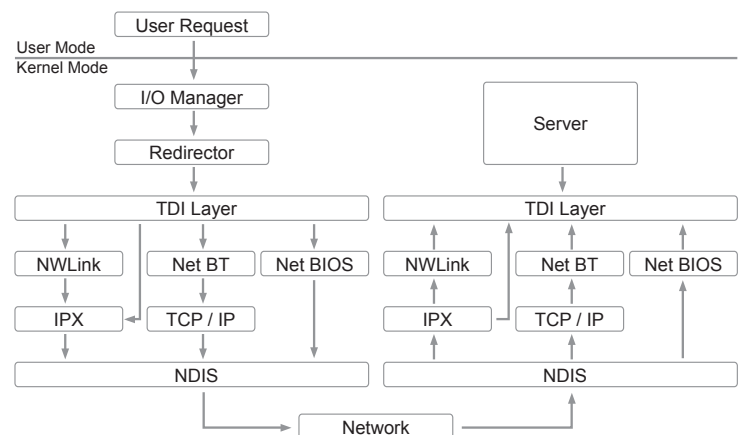 User Request
User Mode
Kernel Mode
I/O Manager
Server
Redirector
TDI Layer
TDI Layer
NWLink
Net BT
Net BIOS
NWLink
Net BT
Net BIOS
IPX
TCP / IP
IPX
TCP / IP
NDIS
NDIS
Network